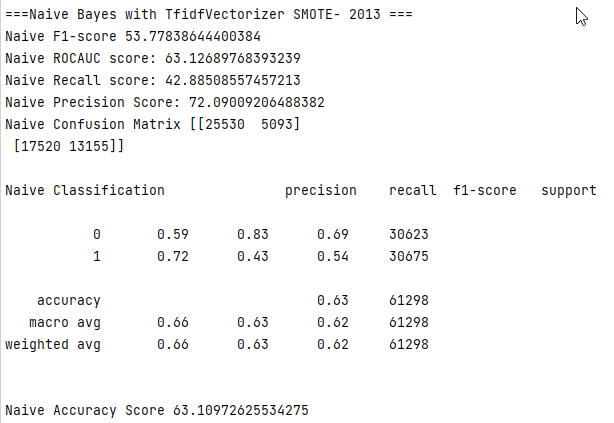 ===Naive Bayes with TfidfVectorizer SMOTE- 2013 ===
Naive F1-score 53.77838644400384
Naive ROCAUC score: 63.12689768393239
Naive Recall score: 42.88508557457213
Naive Precision Score: 72.09009206488382
Naive Confusion Matrix [[25530  5093]
 [17520 13155]]
Naive Classification               precision    recall  f1-score   support
           0       0.59      0.83      0.69     30623
           1       0.72      0.43      0.54     30675
    accuracy                           0.63     61298
   macro avg       0.66      0.63      0.62     61298
weighted avg       0.66      0.63      0.62     61298
Naive Accuracy Score 63.10972625534275